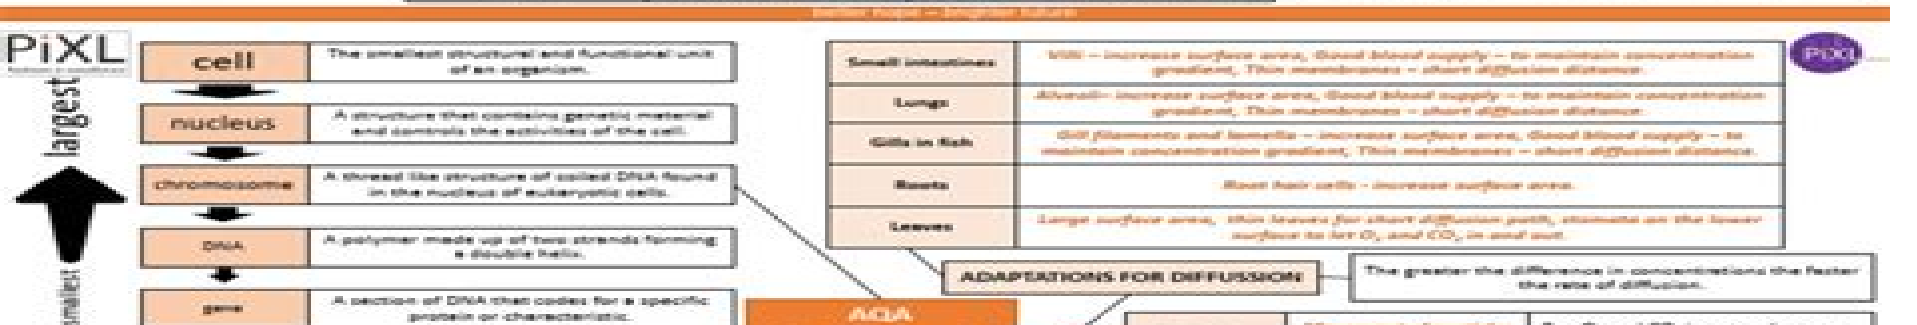 better hope – brighter future
PiXL
largest
smallest
cell
The smallest structural and functional unit
of an organism.
nucleus
A structure that contains genetic material
and controls the activities of the cell.
chromosome
A thread like structure of coiled DNA found
in the nucleus of eukaryotic cells.
DNA
A polymer made up of two strands forming
a double helix.
gene
A section of DNA that codes for a specific
protein or characteristic.
Small intestines
Villi – increase surface area, Good blood supply – to maintain concentration
gradient, Thin membranes – short diffusion distance.
Lungs
Alveoli– increase surface area, Good blood supply – to maintain concentration
gradient, Thin membranes – short diffusion distance.
Gills in fish
Gill filaments and lamella – increase surface area, Good blood supply – to
maintain concentration gradient, Thin membranes – short diffusion distance.
Roots
Root hair cells - increase surface area.
Leaves
Large surface area, thin leaves for short diffusion path, stomata on the lower
surface to let O₂ and CO₂ in and out.
PiXL
ADAPTATIONS FOR DIFFUSSION
The greater the difference in concentrations the faster
the rate of diffusion.
AQA